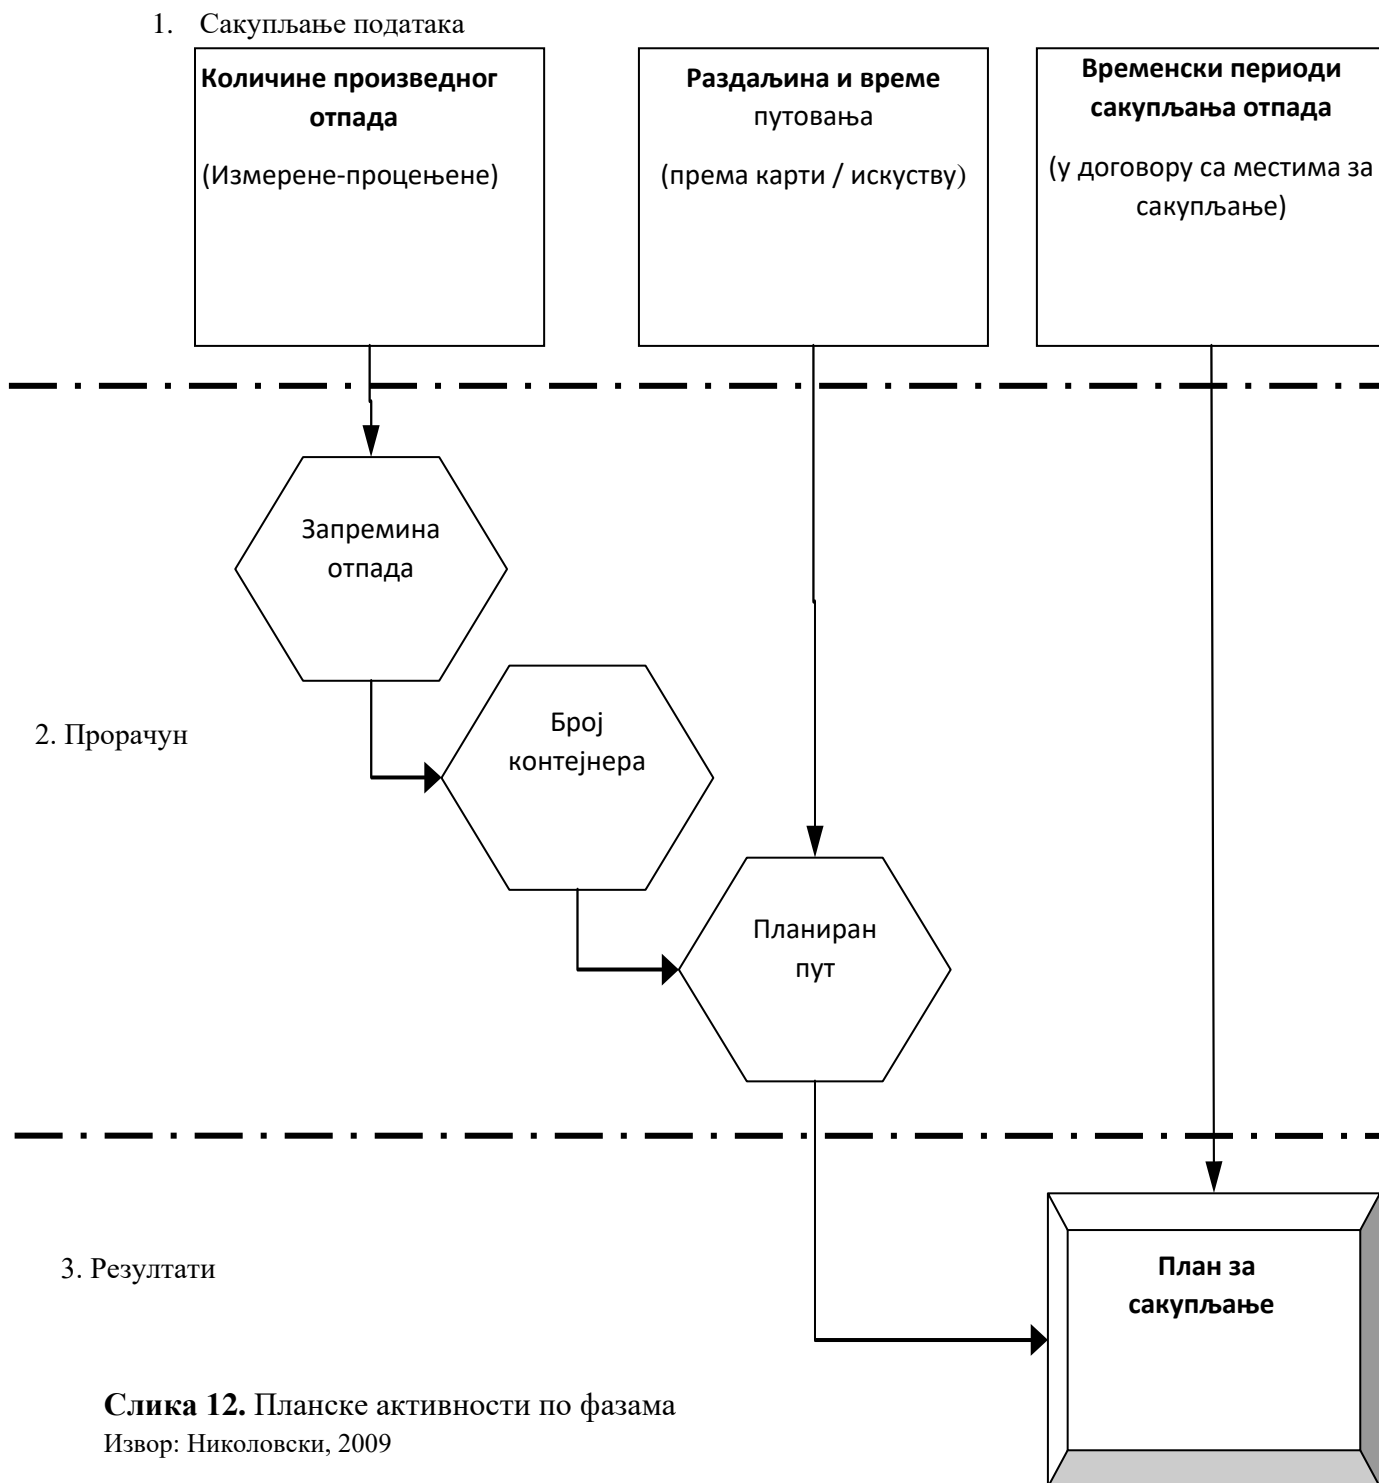 1. Сакупљање података
Количине произведног
отпада
(Измерене-процењене)
Раздаљина и време
путовања
(према карти / искуству)
Временски периоди
сакупљања отпада
(у договору са местима за
сакупљање)
Запремина
отпада
2. Прорачун
Број
контејнера
Планиран
пут
3. Резултати
План за
сакупљање
Слика 12. Планске активности по фазама
Извор: Николовски, 2009